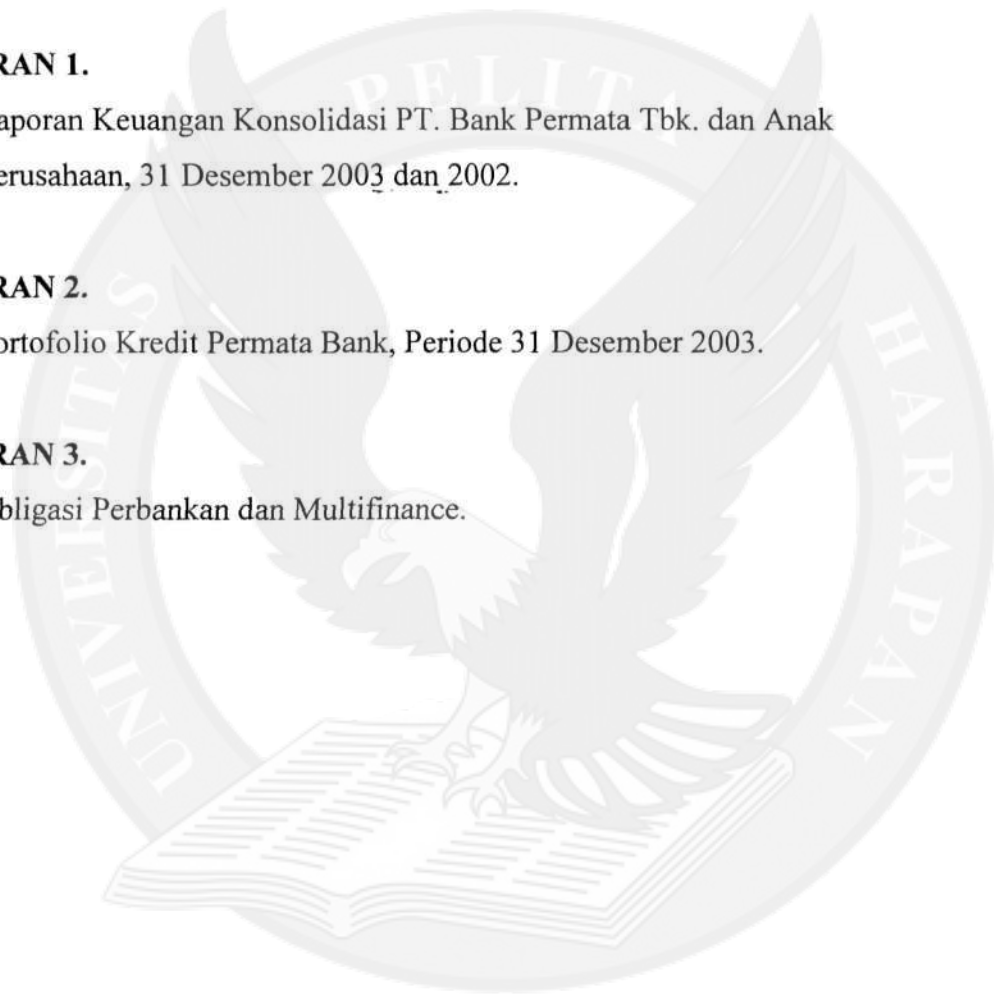 RAN 1.
aporan Keuangan Konsolidasi PT. Bank Permata Tbk. dan Anak
erusahaan, 31 Desember 2003 dan 2002.
RAN 2.
ortofolio Kredit Permata Bank, Periode 31 Desember 2003.
RAN 3.
bligasi Perbankan dan Multifinance.
UNIVERSITAS PELITA HARAPAN